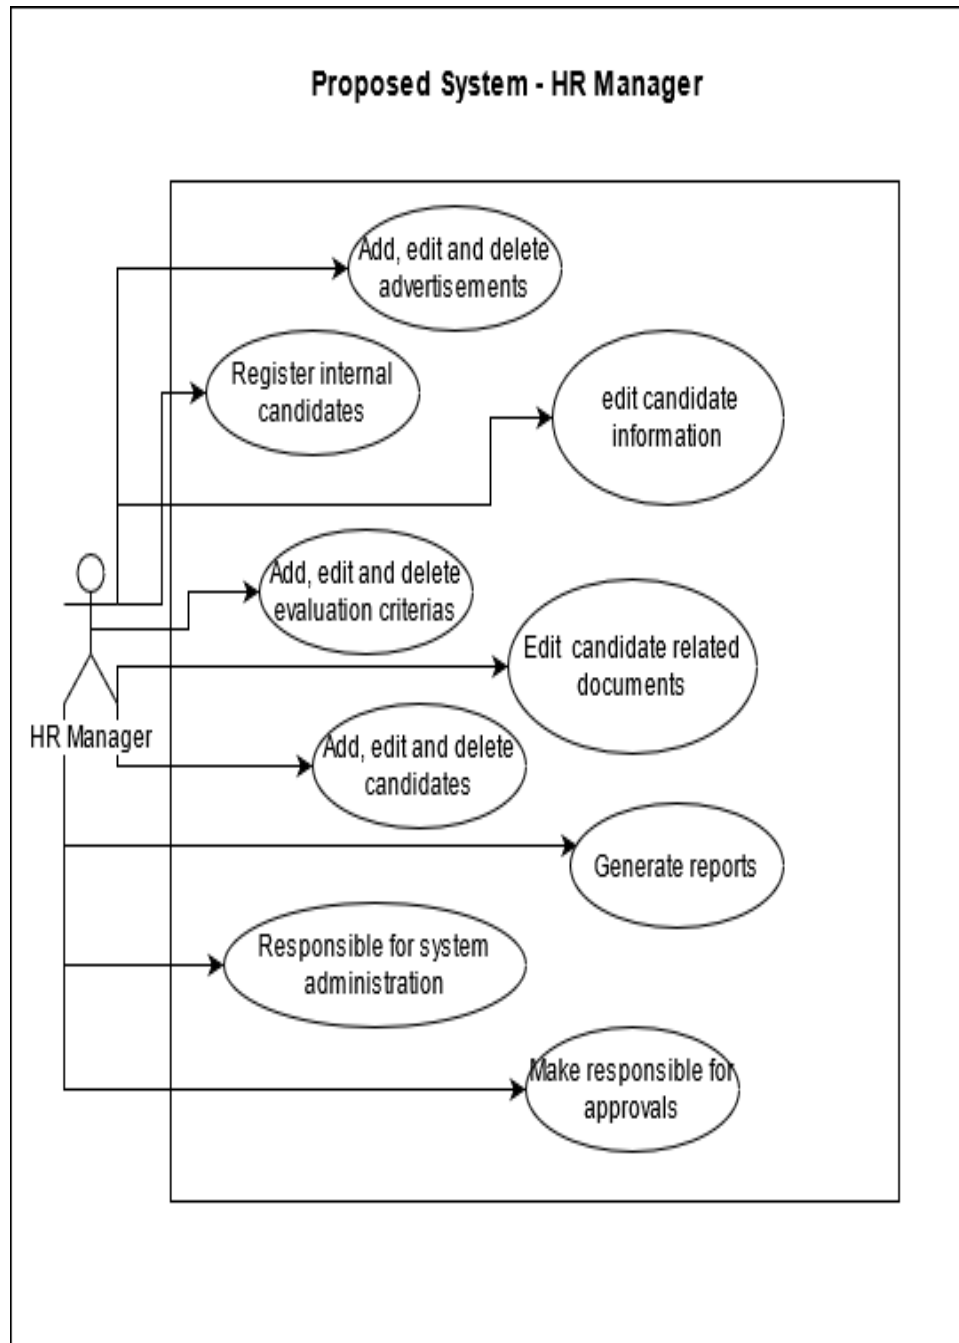 Proposed System - HR Manager
Add, edit and delete
advertisements
Register internal
candidates
edit candidate
information
Add, edit and delete
evaluation criterias
Edit candidate related
documents
HR Manager
Add, edit and delete
candidates
Generate reports
Responsible for system
administration
Make responsible for
approvals